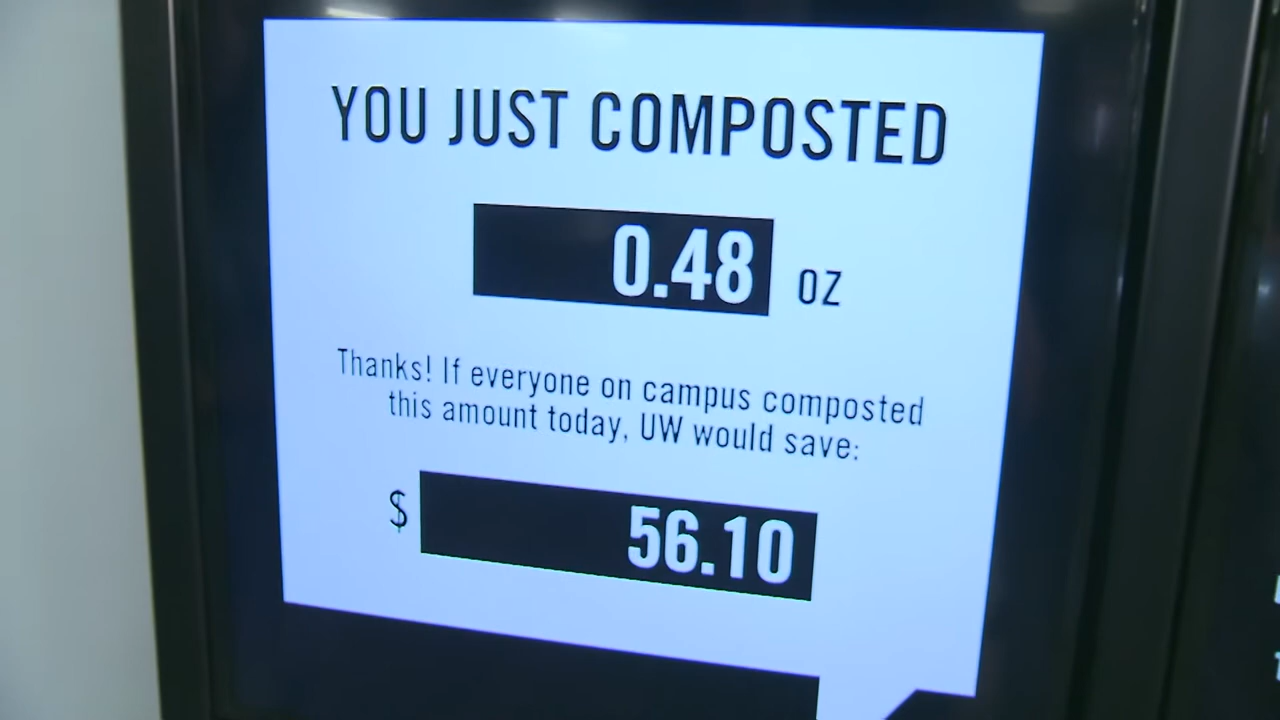 YOU JUST COMPOSTED
0.48 OZ
Thanks! If everyone on campus composted
this amount today, UW would save:
$ 56.10